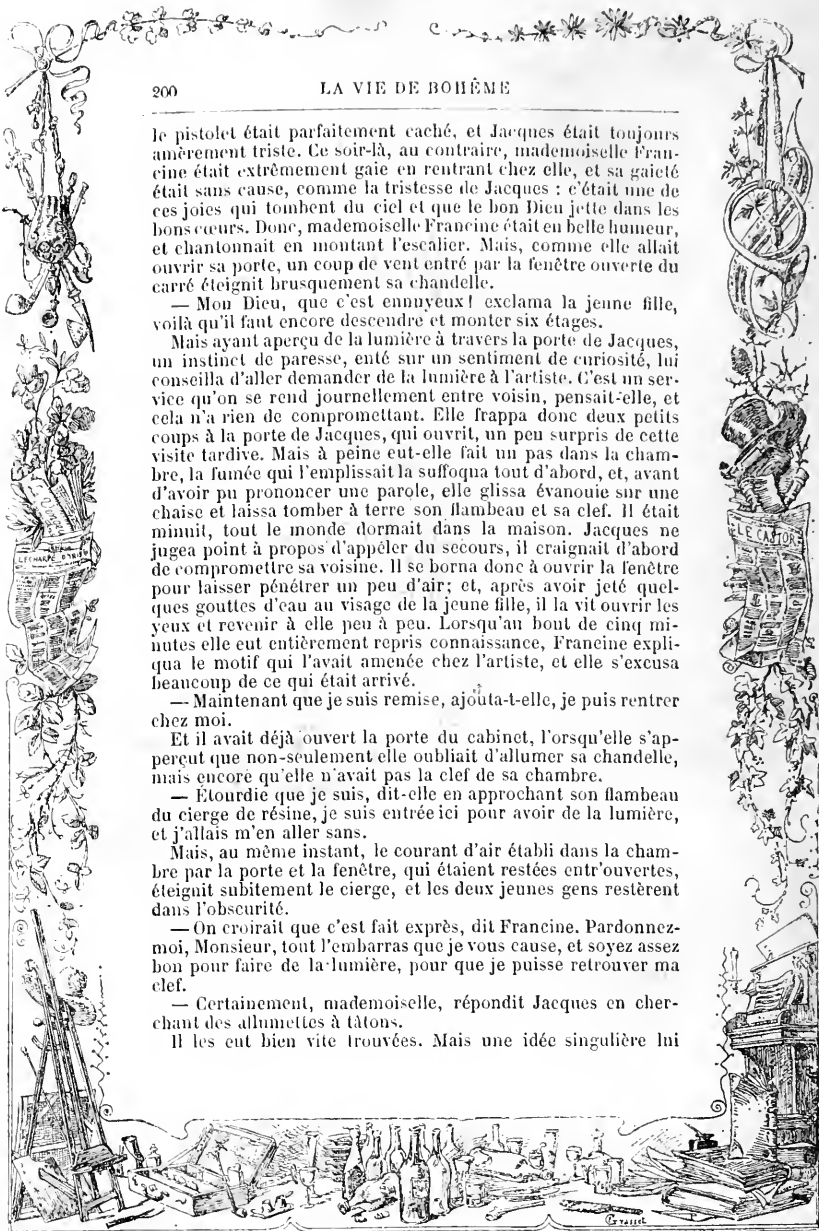 200 LA VIE DE BOHÊME
le pistolet était parfaitement caché, et Jacques était toujours
amèrement triste. Ce soir-là, au contraire, mademoiselle Fran-
cine était extrêmement gaie en rentrant chez elle, et sa gaieté
était sans cause, comme la tristesse de Jacques : c'était une de
ces joies qui tombent du ciel et que le bon Dieu jette dans les
bons cœurs. Donc, mademoiselle Francine était en belle humeur,
et chantonnait en montant l'escalier. Mais, comme elle allait
ouvrir sa porte, un coup de vent entré par la fenêtre ouverte du
carré éteignit brusquement sa chandelle.
— Mon Dieu, que c'est ennuyeux ! exclama la jeune fille,
voilà qu'il faut encore descendre et monter six étages.
Mais ayant aperçu de la lumière à travers la porte de Jacques,
un instinct de paresse, enté sur un sentiment de curiosité, lui
conseilla d'aller demander de la lumière à l'artiste. C'est un ser-
vice qu'on se rend journellement entre voisin, pensait-elle, et
cela n'a rien de compromettant. Elle frappa donc deux petits
coups à la porte de Jacques, qui ouvrit, un peu surpris de cette
visite tardive. Mais à peine eut-elle fait un pas dans la cham-
bre, la fumée qui l'emplissait la suffoqua tout d'abord, et, avant
d'avoir pu prononcer une parole, elle glissa évanouie sur une
chaise et laissa tomber à terre son flambeau et sa clef. Il était
minuit, tout le monde dormait dans la maison. Jacques ne
jugea point à propos d'appeler du secours, il craignait d'abord
de compromettre sa voisine. Il se borna donc à ouvrir la fenêtre
pour laisser pénétrer un peu d'air; et, après avoir jeté quel-
ques gouttes d'eau au visage de la jeune fille, il la vit ouvrir les
yeux et revenir à elle peu à peu. Lorsqu'au bout de cinq mi-
nutes elle eut entièrement repris connaissance, Francine expli-
qua le motif qui l'avait amenée chez l'artiste, et elle s'excusa
beaucoup de ce qui était arrivé.
— Maintenant que je suis remise, ajouta-t-elle, je puis rentrer
chez moi.
Et il avait déjà ouvert la porte du cabinet, l'orsqu'elle s'ap-
perçut que non-seulement elle oubliait d'allumer sa chandelle,
mais encore qu'elle n'avait pas la clef de sa chambre.
— Étourdie que je suis, dit-elle en approchant son flambeau
du cierge de résine, je suis entrée ici pour avoir de la lumière,
et j'allais m'en aller sans.
Mais, au même instant, le courant d'air établi dans la cham-
bre par la porte et la fenêtre, qui étaient restées entr'ouvertes,
éteignit subitement le cierge, et les deux jeunes gens restèrent
dans l'obscurité.
— On croirait que c'est fait exprès, dit Francine. Pardonnez-
moi, Monsieur, tout l'embarras que je vous cause, et soyez assez
bon pour faire de la lumière, pour que je puisse retrouver ma
clef.
— Certainement, mademoiselle, répondit Jacques en cher-
chant des allumettes à tâtons.
Il les eut bien vite trouvées. Mais une idée singulière lui
L'ECHARPE D'IRIS
LE CASTOR
Grasset